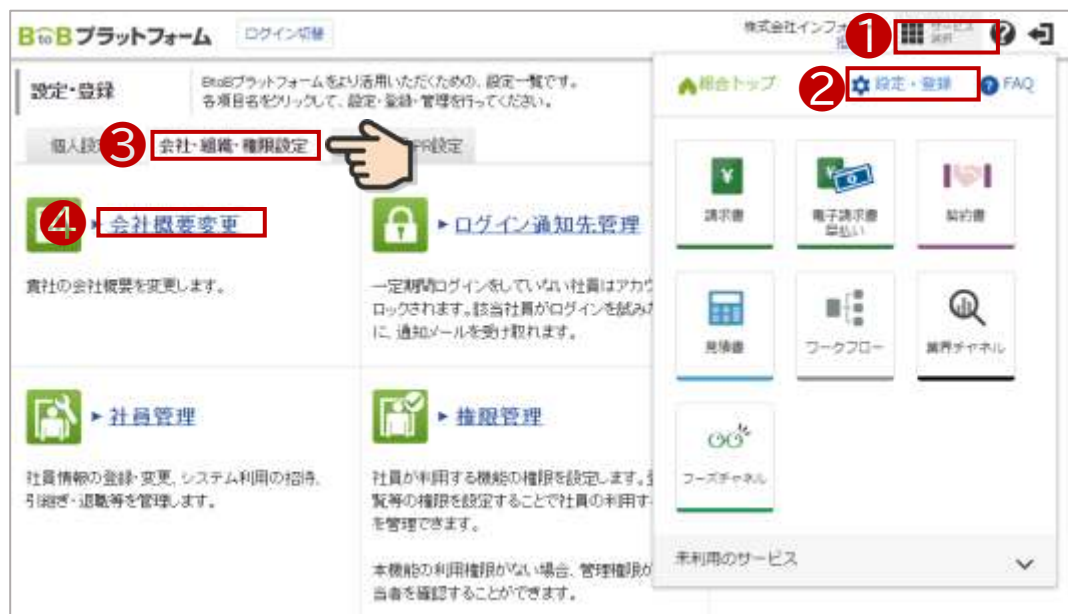 BtoBプラットフォーム
ログイン切替
株式会社インフォ
1
サービス選択
設定・登録
BtoBプラットフォームをより活用いただくための、設定一覧です。
各項目名をクリックして、設定・登録・管理を行ってください。
総合トップ
2
設定・登録
FAQ
個人設
3
会社・組織・権限設定
PR設定
4
会社概要変更
貴社の会社概要を変更します。
ログイン通知先管理
一定期間ログインをしていない社員はアカウ
ロックされます。該当社員がログインを試みた
に、通知メールを受け取れます。
社員管理
社員情報の登録・変更、システム利用の招待、
引継ぎ・退職等を管理します。
権限管理
社員が利用する機能の権限を設定します。
覧等の権限を設定することで社員の利用す
を管理できます。
本機能の利用権限がない場合、管理権限が
当者を確認することができます。
請求書
電子請求書
早払い
契約書
見積書
ワークフロー
業界チャネル
フーズチャネル
未利用のサービス